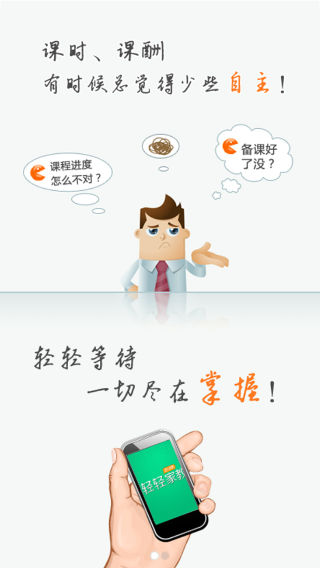 课时、课酬
有时候总觉得少些自主!
课程进度
怎么不对?
备课好
了没?
轻轻等待
一切尽在掌握!
轻轻家教